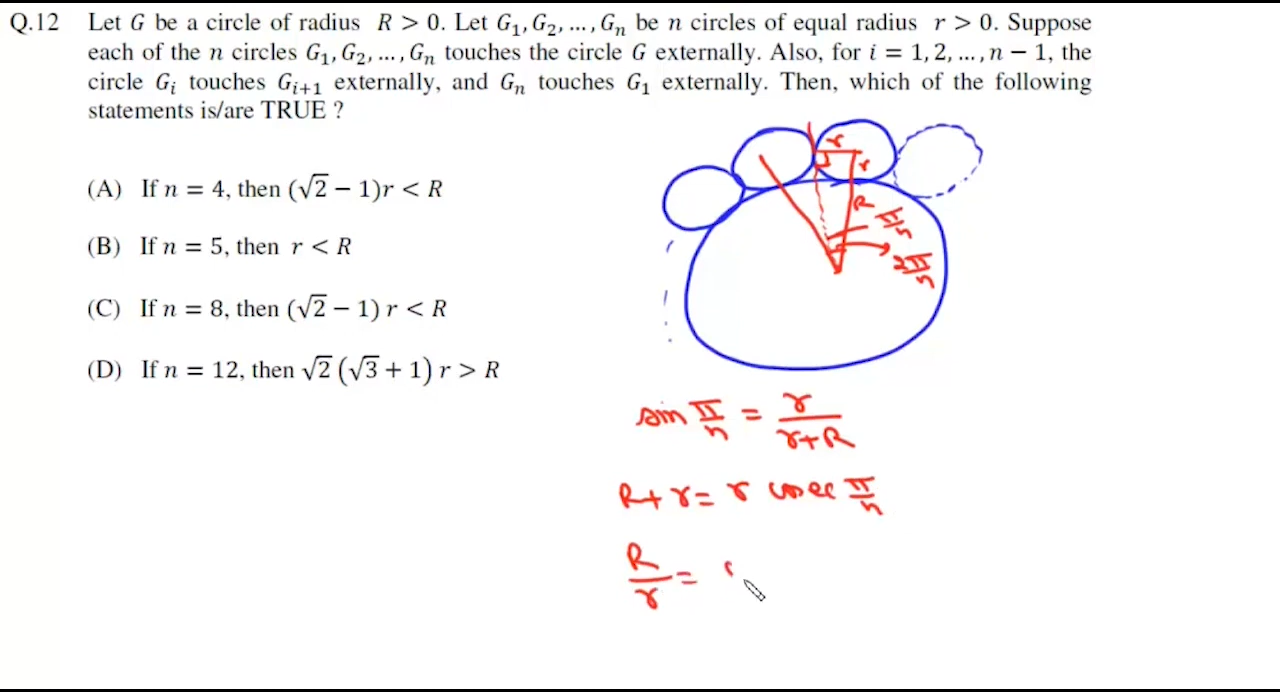 Q.12 Let G be a circle of radius R > 0. Let G₁, G₂, …, Gₙ be n circles of equal radius r > 0. Suppose
each of the n circles G₁, G₂, …, Gₙ touches the circle G externally. Also, for i = 1, 2, …, n − 1, the
circle Gᵢ touches Gᵢ₊₁ externally, and Gₙ touches G₁ externally. Then, which of the following
statements is/are TRUE ?
(A) If n = 4, then (√2 − 1)r < R
(B) If n = 5, then r < R
(C) If n = 8, then (√2 − 1) r < R
(D) If n = 12, then √2 (√3 + 1) r > R
r
r
R
π/n
2π/n
sin π/n = r/r+R
R+r = r cosec π/n
R/r =